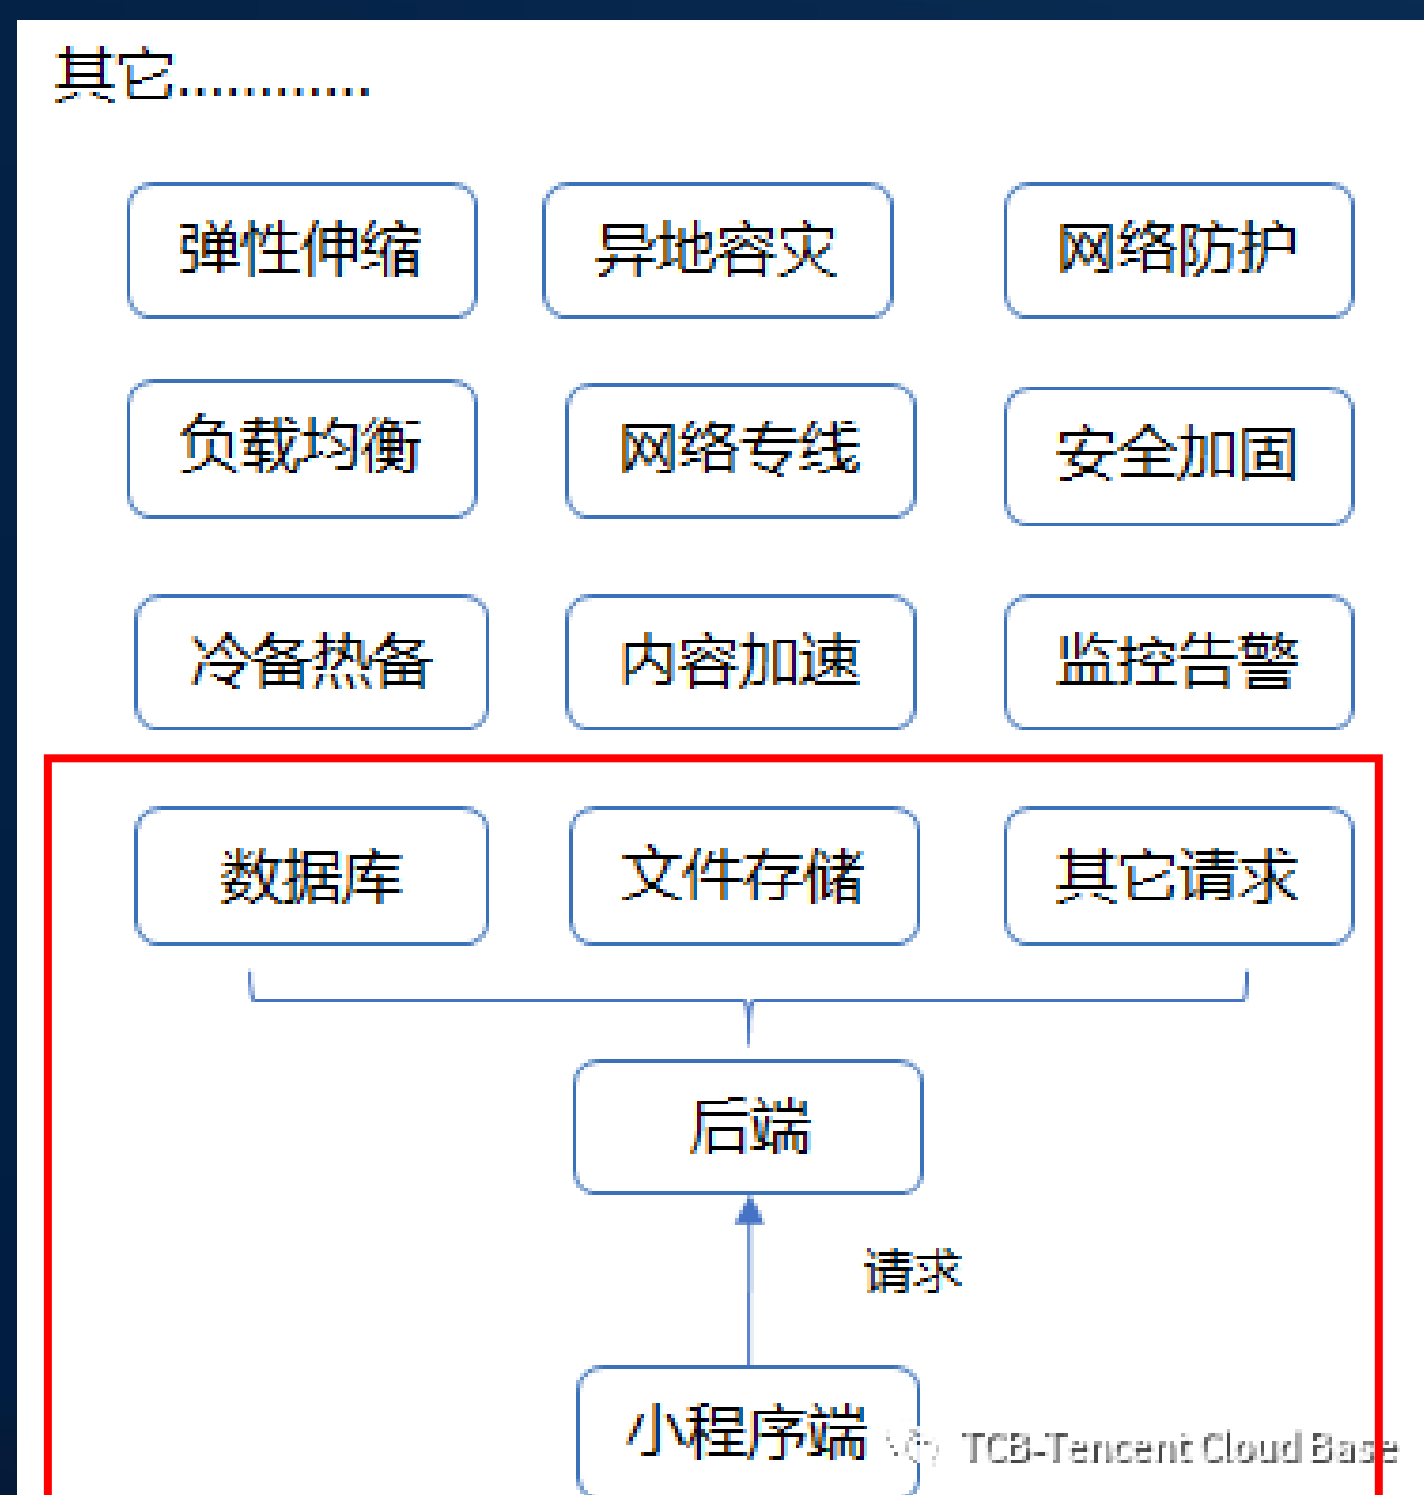 其它............
弹性伸缩 异地容灾 网络防护
负载均衡 网络专线 安全加固
冷备热备 内容加速 监控告警
数据库 文件存储 其它请求
后端
请求
小程序端
TCB-Tencent Cloud Base